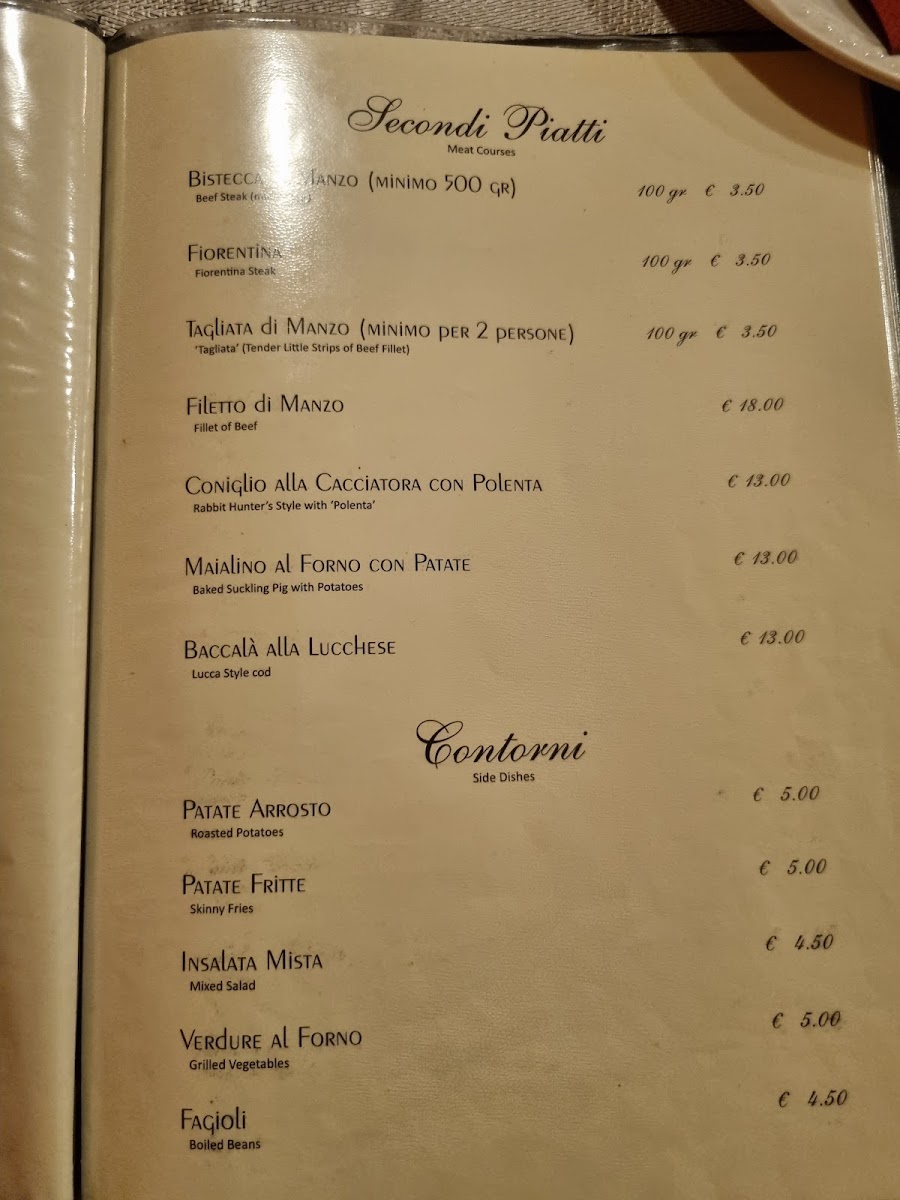 Secondi Piatti
Meat Courses
Bistecca Manzo (minimo 500 gr) 100 gr € 3.50
Beef Steak
Fiorentina 100 gr € 3.50
Fiorentina Steak
Tagliata di Manzo (minimo per 2 persone) 100 gr € 3.50
'Tagliata' (Tender Little Strips of Beef Fillet)
Filetto di Manzo € 18.00
Fillet of Beef
Coniglio alla Cacciatora con Polenta € 13.00
Rabbit Hunter's Style with 'Polenta'
Maialino al Forno con Patate € 13.00
Baked Suckling Pig with Potatoes
Baccalà alla Lucchese € 13.00
Lucca Style cod
Contorni
Side Dishes
Patate Arrosto € 5.00
Roasted Potatoes
Patate Fritte € 5.00
Skinny Fries
Insalata Mista € 4.50
Mixed Salad
Verdure al Forno € 5.00
Grilled Vegetables
Fagioli € 4.50
Boiled Beans